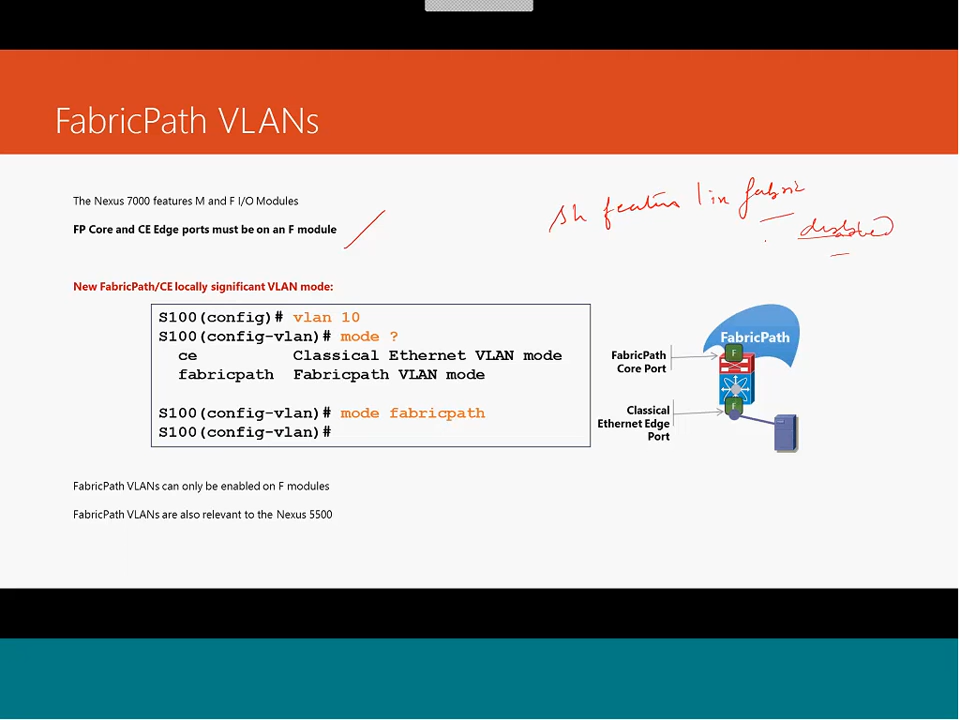 FabricPath VLANs
The Nexus 7000 features M and F I/O Modules
FP Core and CE Edge ports must be on an F module
sh feature | in fabric
disabled
New FabricPath/CE locally significant VLAN mode:
S100(config)# vlan 10
S100(config-vlan)# mode ?
ce Classical Ethernet VLAN mode
fabricpath Fabricpath VLAN mode
S100(config-vlan)# mode fabricpath
S100(config-vlan)#
FabricPath
F
FabricPath
Core Port
F
Classical
Ethernet Edge
Port
FabricPath VLANs can only be enabled on F modules
FabricPath VLANs are also relevant to the Nexus 5500